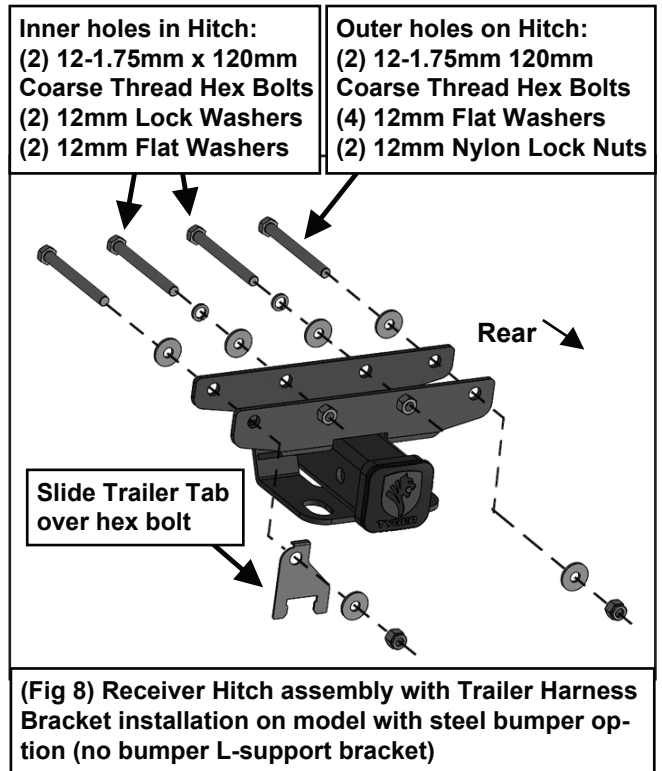 Inner holes in Hitch:
(2) 12-1.75mm x 120mm
Coarse Thread Hex Bolts
(2) 12mm Lock Washers
(2) 12mm Flat Washers
Outer holes on Hitch:
(2) 12-1.75mm 120mm
Coarse Thread Hex Bolts
(4) 12mm Flat Washers
(2) 12mm Nylon Lock Nuts
Rear
Slide Trailer Tab
over hex bolt
TYGER
(Fig 8) Receiver Hitch assembly with Trailer Harness
Bracket installation on model with steel bumper op-
tion (no bumper L-support bracket)